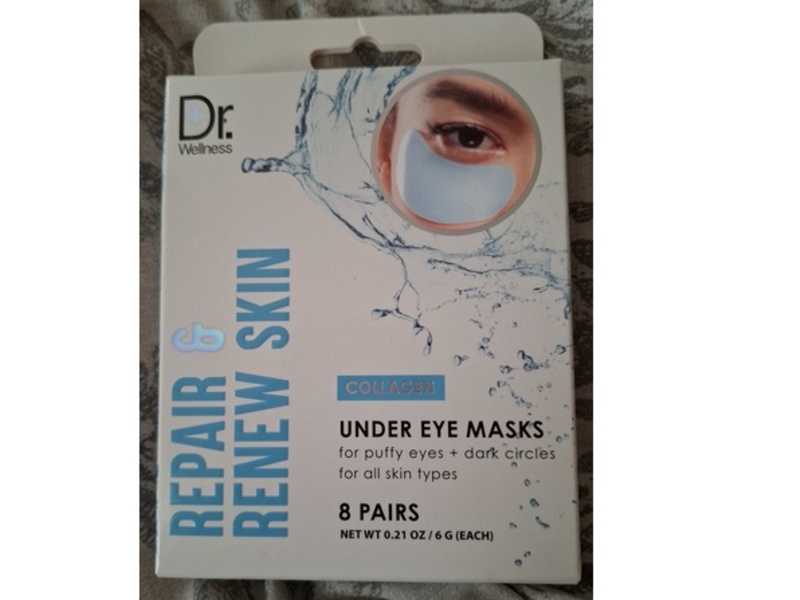 Dr.
Wellness
REPAIR &
RENEW SKIN
COLLAGEN
UNDER EYE MASKS
for puffy eyes + dark circles
for all skin types
8 PAIRS
NET WT 0.21 OZ / 6 G (EACH)